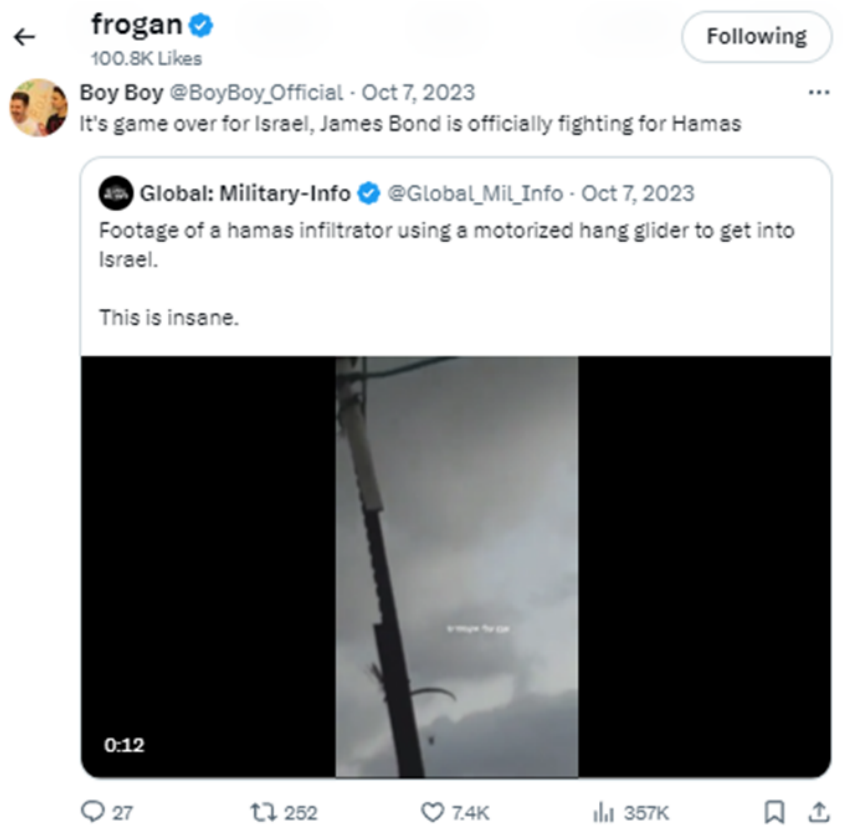 frogan
100.8K Likes
Following
Boy Boy @BoyBoy_Official · Oct 7, 2023
It's game over for Israel, James Bond is officially fighting for Hamas
Global: Military-Info @Global_Mil_Info · Oct 7, 2023
Footage of a hamas infiltrator using a motorized hang glider to get into
Israel.
This is insane.
0:12
27 252 7.4K 357K